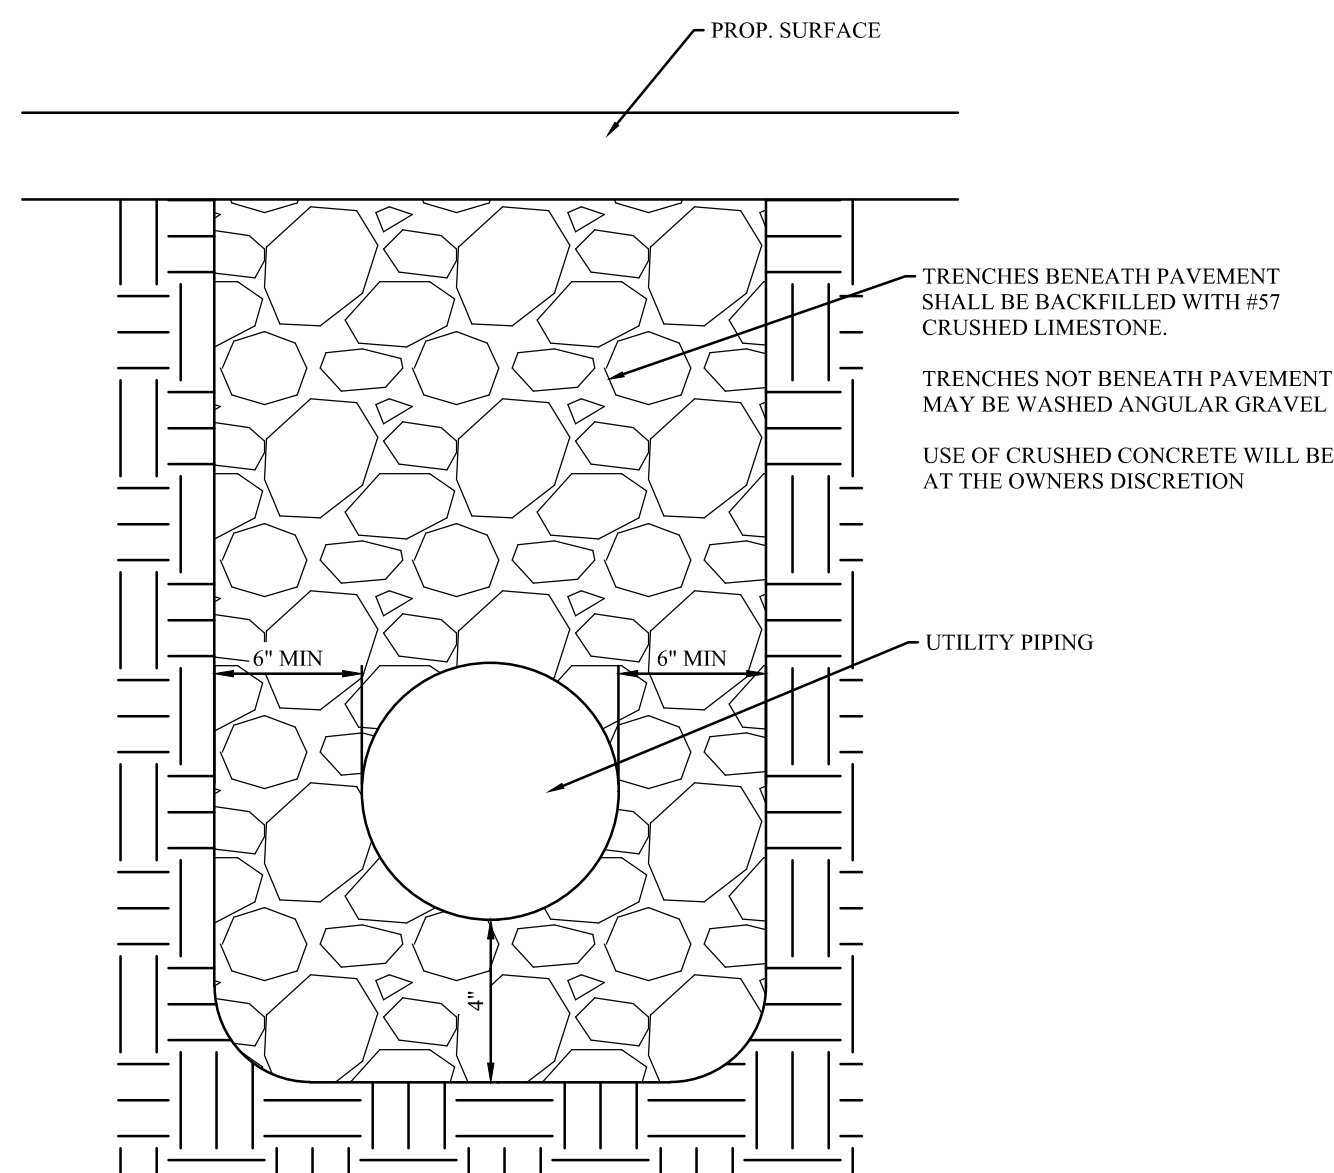 PROP. SURFACE
TRENCHES BENEATH PAVEMENT
SHALL BE BACKFILLED WITH #57
CRUSHED LIMESTONE.
TRENCHES NOT BENEATH PAVEMENT
MAY BE WASHED ANGULAR GRAVEL
USE OF CRUSHED CONCRETE WILL BE
AT THE OWNERS DISCRETION
UTILITY PIPING
6" MIN
6" MIN
4"